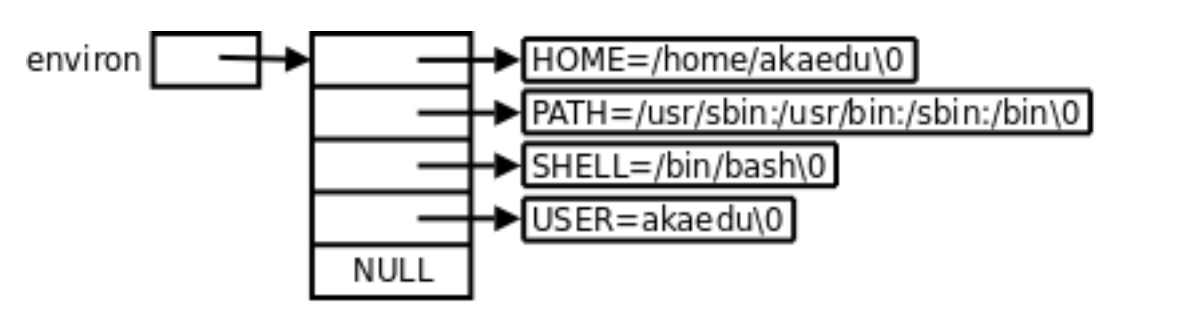 environ
HOME=/home/akaedu\0
PATH=/usr/sbin:/usr/bin:/sbin:/bin\0
SHELL=/bin/bash\0
USER=akaedu\0
NULL